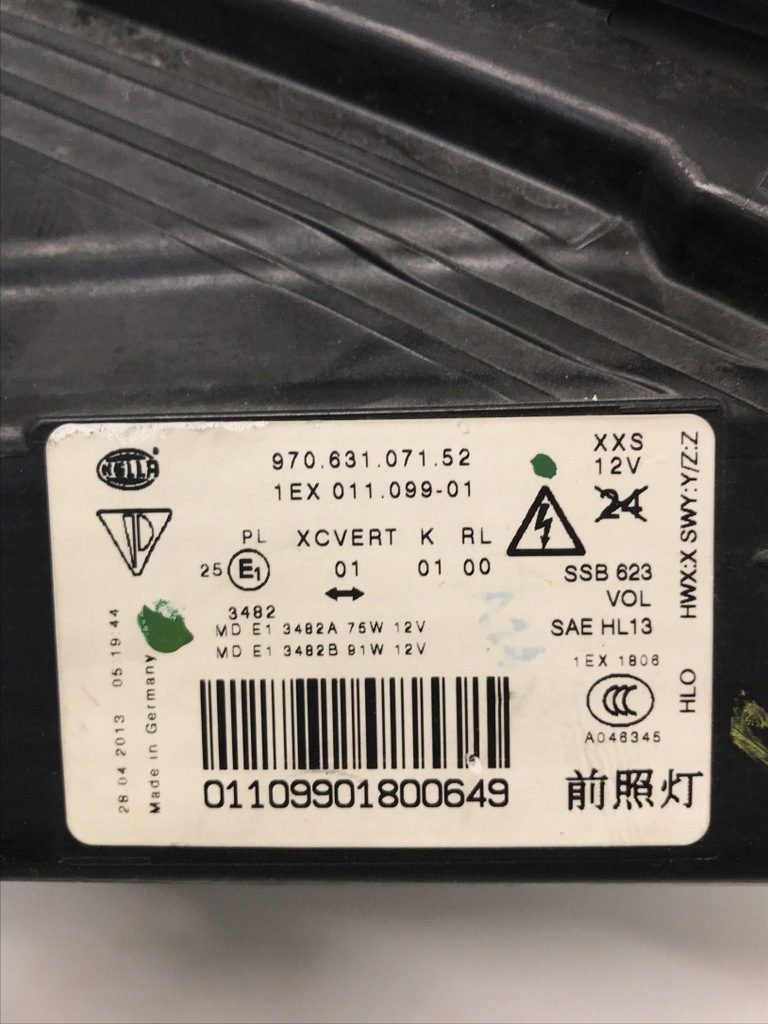 HELLA
970.631.071.52
1EX 011.099-01
XXS
12V
24
PL XCVERT K RL
25 E1 01 01 00
3482
MD E1 3482A 75W 12V
MD E1 3482B 91W 12V
SSB 623
VOL
SAE HL13
1EX 1806
CCC
A046345
01109901800649
前照灯
28.04 2013 05:19:44
Made in Germany
HWX:X SWY:Y/Z:Z
HLO